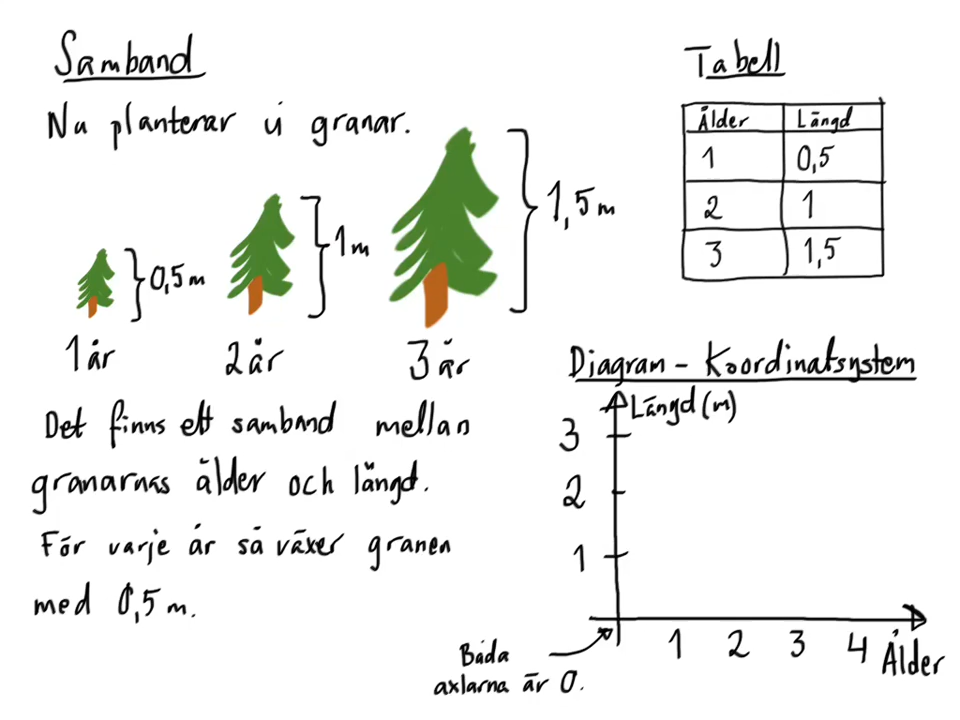 Samband
Nu planterar vi granar.
0,5 m
1 m
1,5 m
1 år
2 år
3 år
Det finns ett samband mellan
granarnas ålder och längd.
För varje år så växer granen
med 0,5 m.
Tabell
Ålder Längd
1 0,5
2 1
3 1,5
Diagram - Koordinatsystem
Längd (m)
3
2
1
1 2 3 4 Ålder
Båda
axlarna är 0.